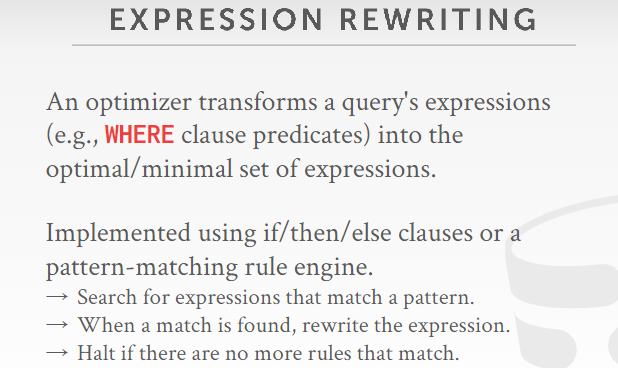 EXPRESSION REWRITING
An optimizer transforms a query's expressions
(e.g., WHERE clause predicates) into the
optimal/minimal set of expressions.
Implemented using if/then/else clauses or a
pattern-matching rule engine.
→ Search for expressions that match a pattern.
→ When a match is found, rewrite the expression.
→ Halt if there are no more rules that match.